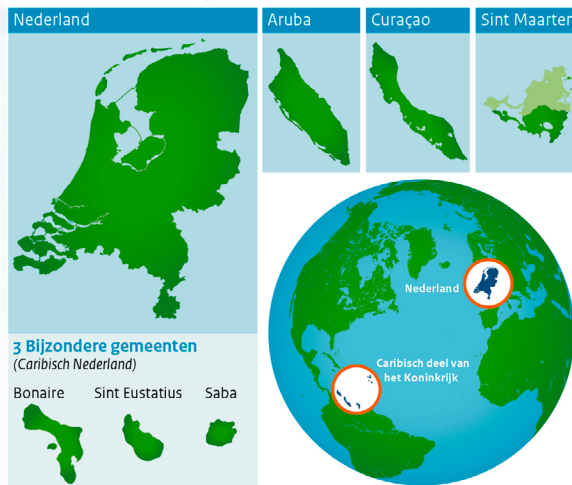 Nederland
Aruba
Curaçao
Sint Maarten
Nederland
Caribisch deel van
het Koninkrijk
3 Bijzondere gemeenten
(Caribisch Nederland)
Bonaire
Sint Eustatius
Saba